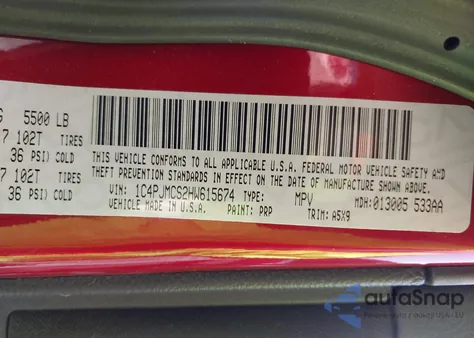 G 5500 LB
7 102T TIRES
36 PSI) COLD
7 102T TIRES
36 PSI) COLD
THIS VEHICLE CONFORMS TO ALL APPLICABLE U.S.A. FEDERAL MOTOR VEHICLE SAFETY AND
THEFT PREVENTION STANDARDS IN EFFECT ON THE DATE OF MANUFACTURE SHOWN ABOVE.
VIN: 1C4PJMCS2HW615674 TYPE: MPV MDH: 013005 533AA
VEHICLE MADE IN U.S.A. PAINT: PRP TRIM: A5X9
autoSnap